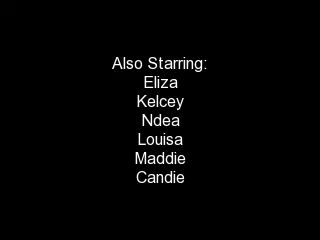 Also Starring:
Eliza
Kelcey
Ndea
Louisa
Maddie
Candie